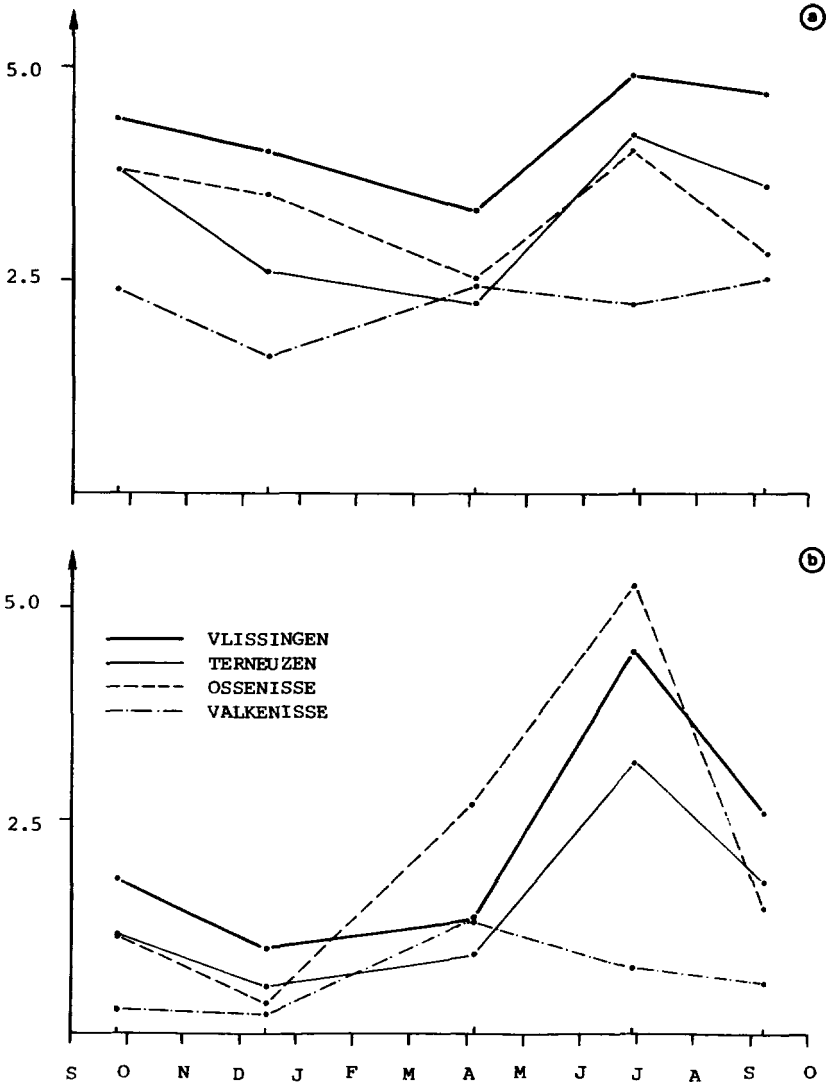 a
5.0
2.5
b
5.0
VLISSINGEN
TERNEUZEN
OSSENISSE
VALKENISSE
2.5
S O N D J F M A M J J A S O